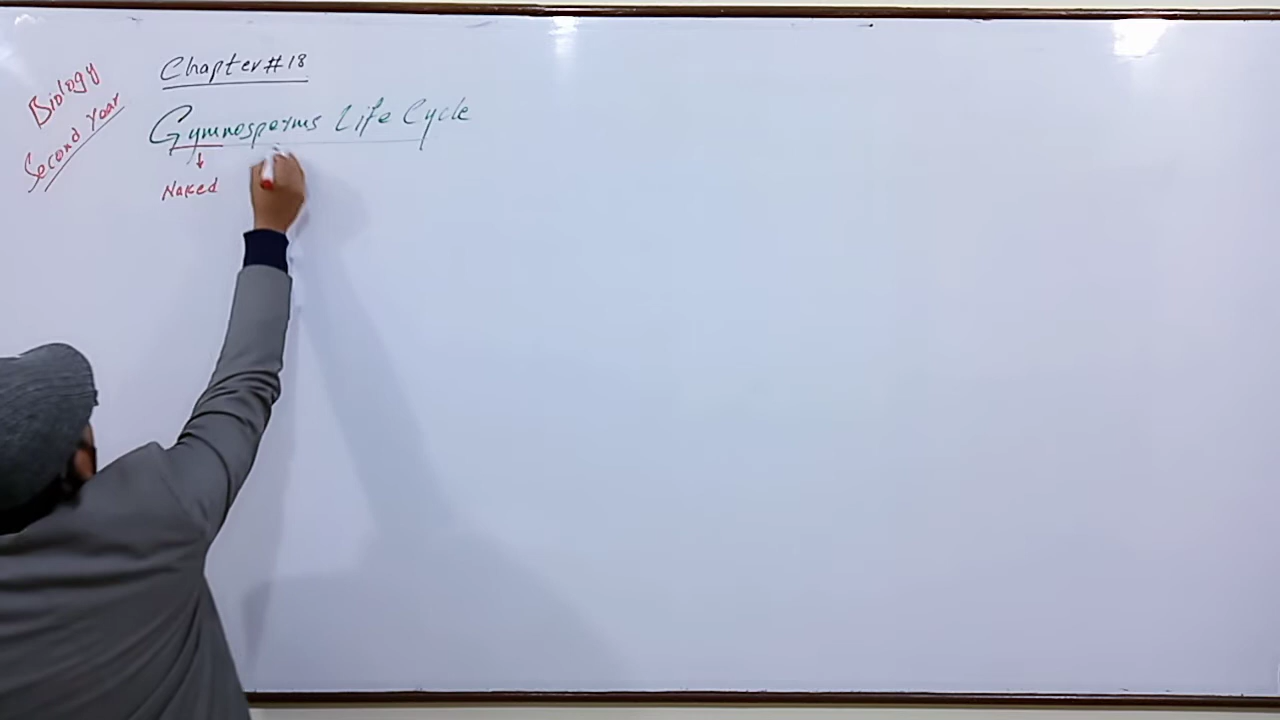 Biology
Second Year
Chapter #18
Gymnosperms Life Cycle
Naked